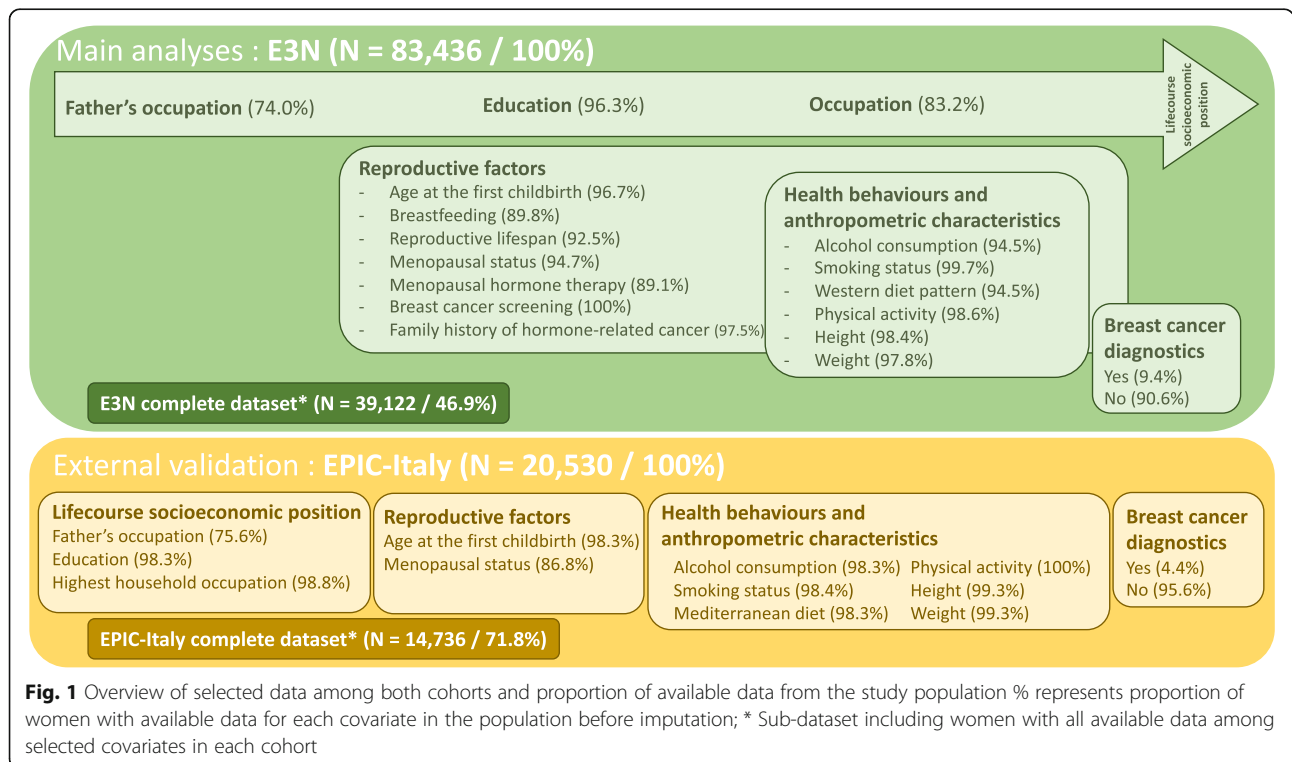 Main analyses : E3N (N = 83,436 / 100%)
Father's occupation (74.0%)
Education (96.3%)
Occupation (83.2%)
Lifecourse
socioeconomic
position
Reproductive factors
- Age at the first childbirth (96.7%)
- Breastfeeding (89.8%)
- Reproductive lifespan (92.5%)
- Menopausal status (94.7%)
- Menopausal hormone therapy (89.1%)
- Breast cancer screening (100%)
- Family history of hormone-related cancer (97.5%)
Health behaviours and
anthropometric characteristics
- Alcohol consumption (94.5%)
- Smoking status (99.7%)
- Western diet pattern (94.5%)
- Physical activity (98.6%)
- Height (98.4%)
- Weight (97.8%)
Breast cancer
diagnostics
Yes (9.4%)
No (90.6%)
E3N complete dataset* (N = 39,122 / 46.9%)
External validation : EPIC-Italy (N = 20,530 / 100%)
Lifecourse socioeconomic position
Father's occupation (75.6%)
Education (98.3%)
Highest household occupation (98.8%)
Reproductive factors
Age at the first childbirth (98.3%)
Menopausal status (86.8%)
Health behaviours and
anthropometric characteristics
Alcohol consumption (98.3%) Physical activity (100%)
Smoking status (98.4%) Height (99.3%)
Mediterranean diet (98.3%) Weight (99.3%)
Breast cancer
diagnostics
Yes (4.4%)
No (95.6%)
EPIC-Italy complete dataset* (N = 14,736 / 71.8%)
Fig. 1 Overview of selected data among both cohorts and proportion of available data from the study population % represents proportion of
women with available data for each covariate in the population before imputation; * Sub-dataset including women with all available data among
selected covariates in each cohort